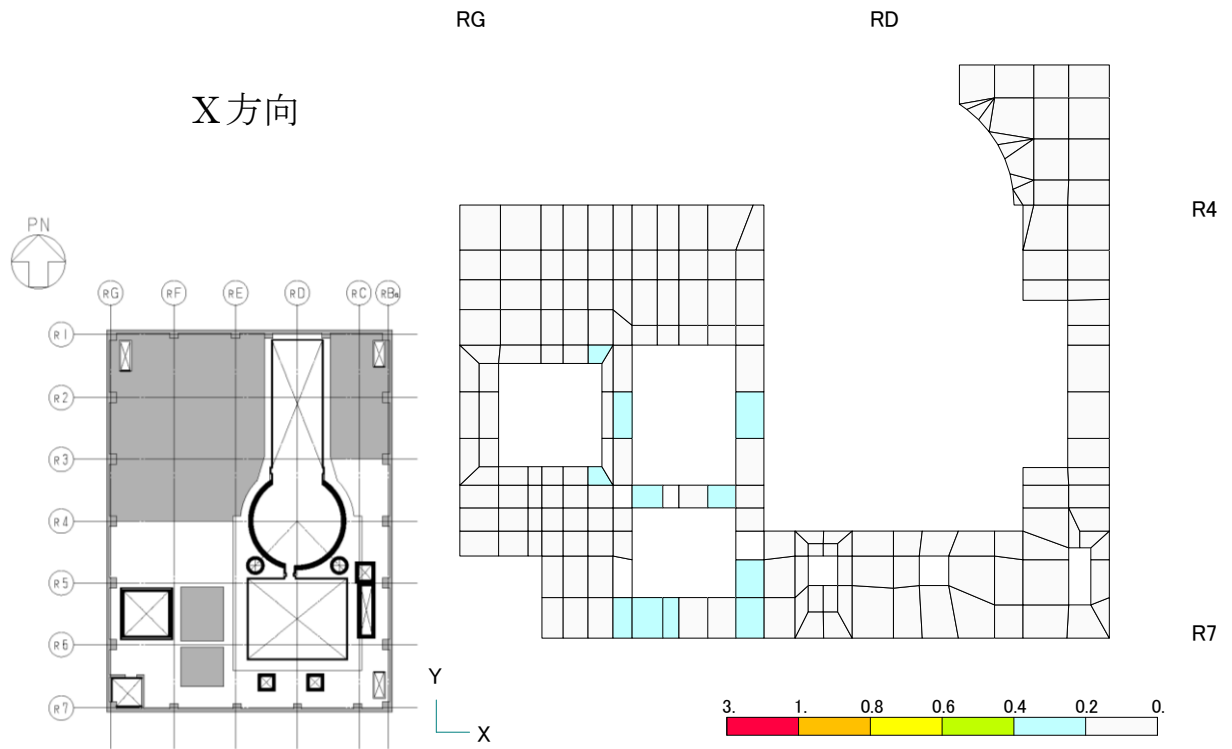 RG RD
X方向
R4
PN
RG RF RE RD RC RBa
R1
R2
R3
R4
R5
R6
R7
R7
Y
X
3. 1. 0.8 0.6 0.4 0.2 0.